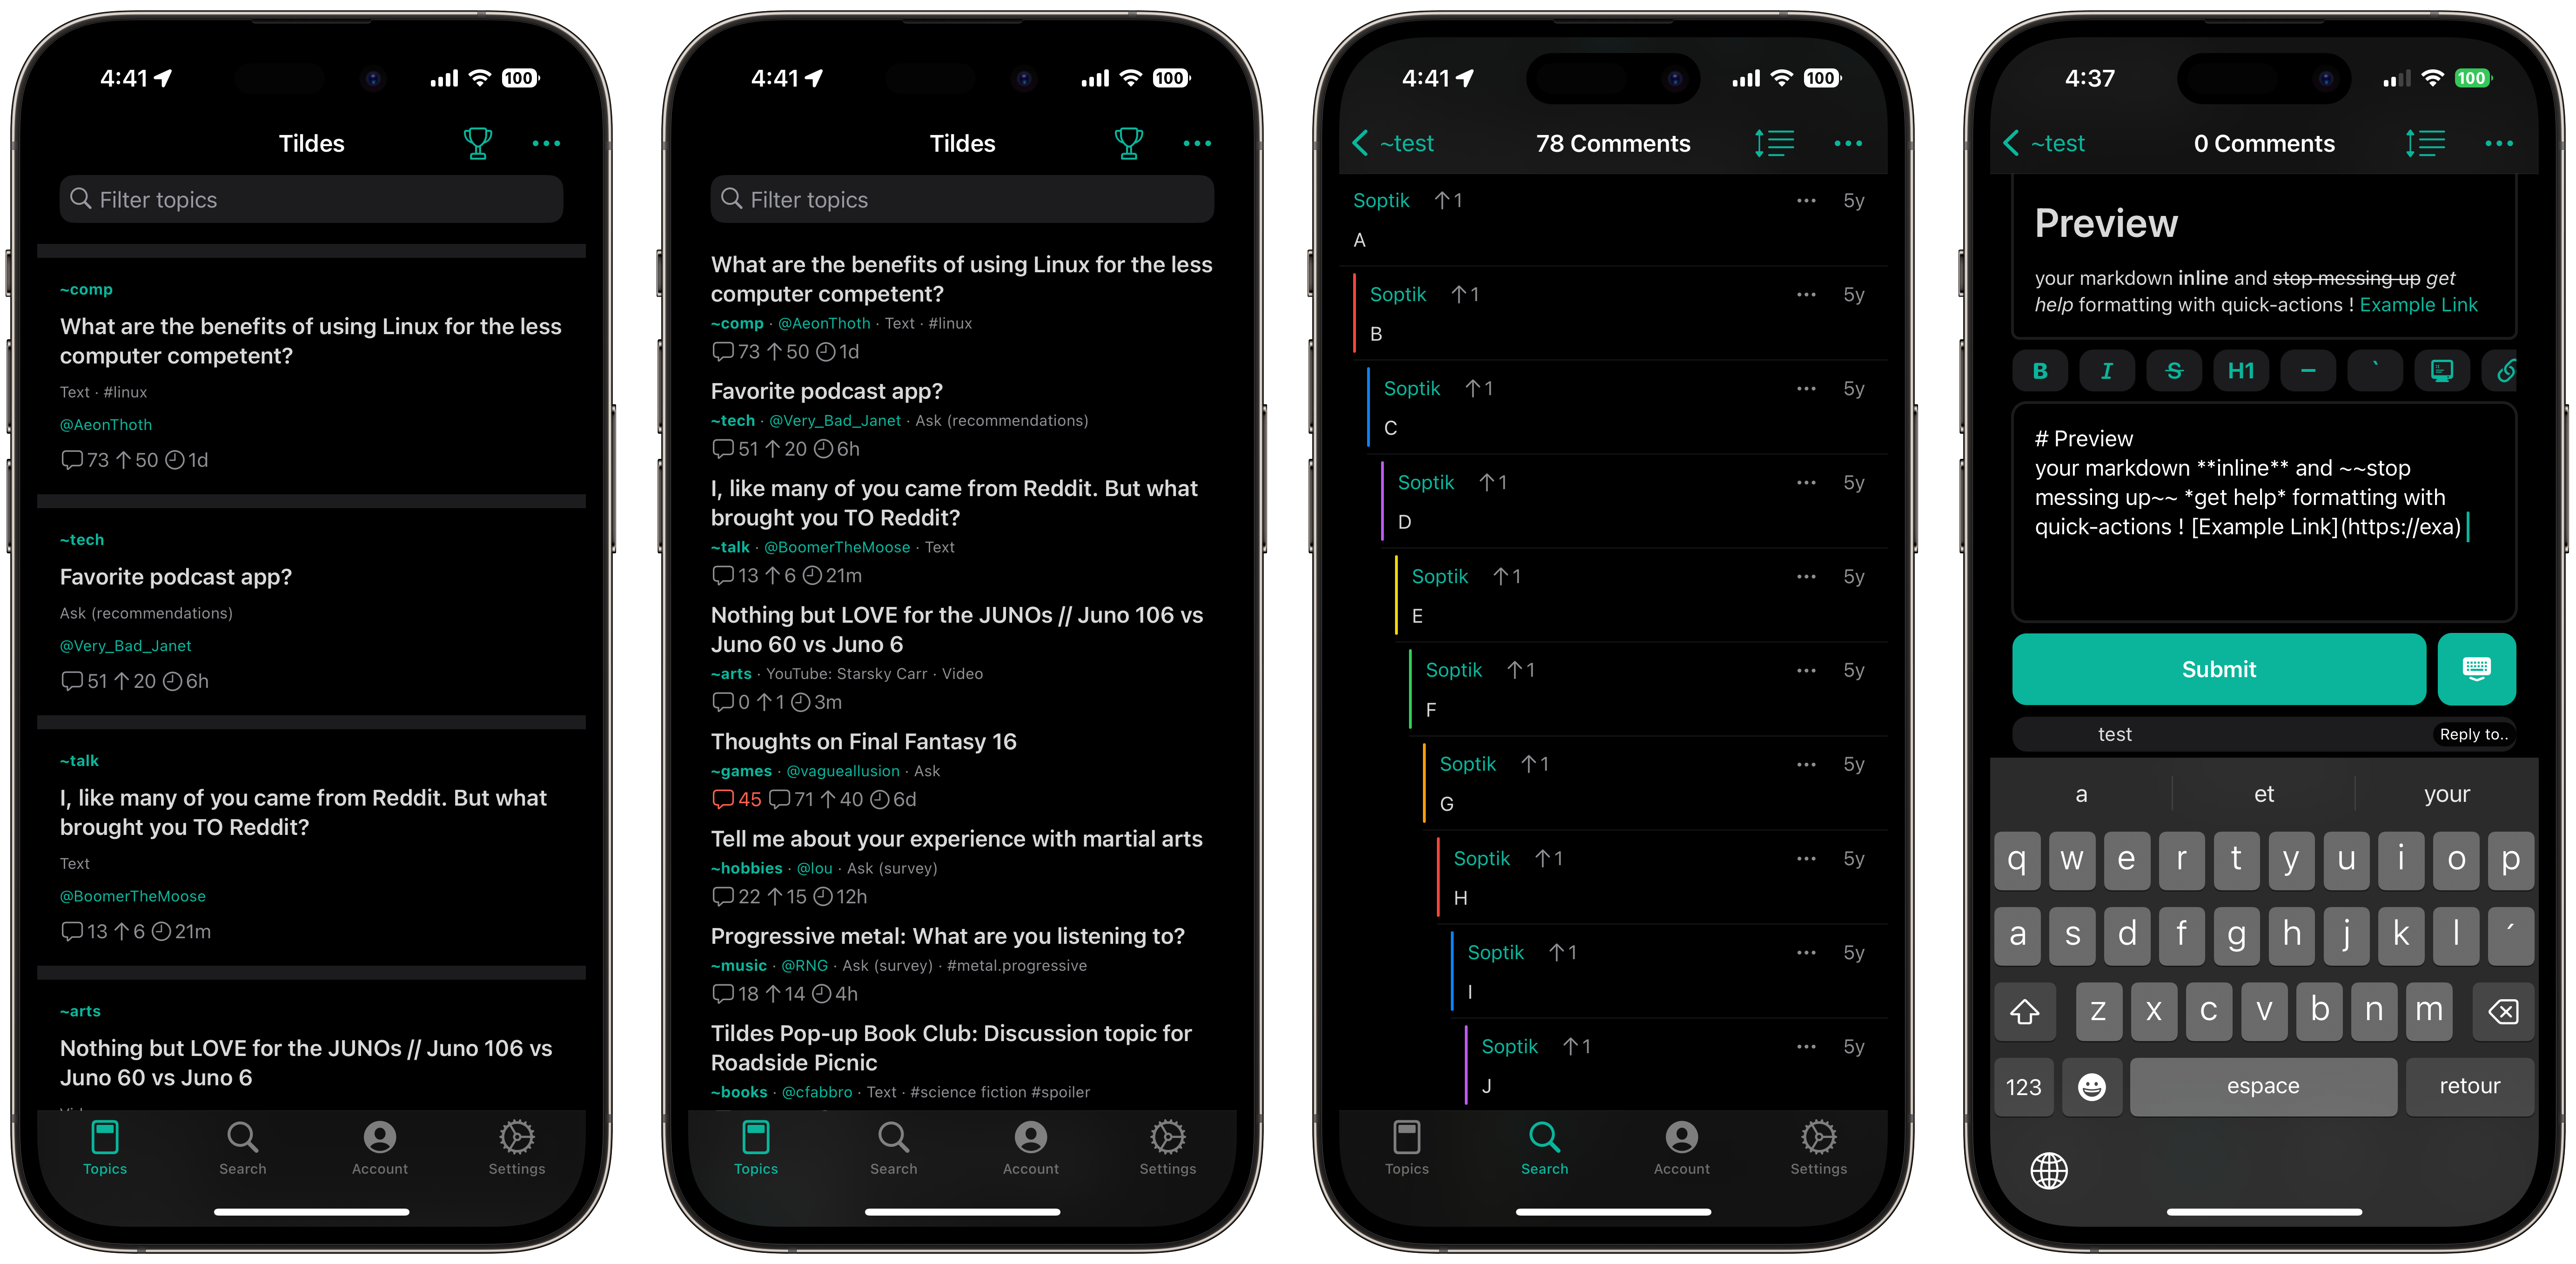 4:41
100
Tildes
Filter topics
~comp
What are the benefits of using Linux for the less
computer competent?
Text · #linux
@AeonThoth
73 50 1d
~tech
Favorite podcast app?
Ask (recommendations)
@Very_Bad_Janet
51 20 6h
~talk
I, like many of you came from Reddit. But what
brought you TO Reddit?
Text
@BoomerTheMoose
13 6 21m
~arts
Nothing but LOVE for the JUNOs // Juno 106 vs
Juno 60 vs Juno 6
Topics Search Account Settings
4:41
100
Tildes
Filter topics
What are the benefits of using Linux for the less
computer competent?
~comp · @AeonThoth · Text · #linux
73 50 1d
Favorite podcast app?
~tech · @Very_Bad_Janet · Ask (recommendations)
51 20 6h
I, like many of you came from Reddit. But what
brought you TO Reddit?
~talk · @BoomerTheMoose · Text
13 6 21m
Nothing but LOVE for the JUNOs // Juno 106 vs
Juno 60 vs Juno 6
~arts · YouTube: Starsky Carr · Video
0 1 3m
Thoughts on Final Fantasy 16
~games · @vagueallusion · Ask
45 71 40 6d
Tell me about your experience with martial arts
~hobbies · @lou · Ask (survey)
22 15 12h
Progressive metal: What are you listening to?
~music · @RNG · Ask (survey) · #metal.progressive
18 14 4h
Tildes Pop-up Book Club: Discussion topic for
Roadside Picnic
~books · @cfabbro · Text · #science fiction #spoiler
Topics Search Account Settings
4:41
100
~test 78 Comments
Soptik 1 5y
A
Soptik 1 5y
B
Soptik 1 5y
C
Soptik 1 5y
D
Soptik 1 5y
E
Soptik 1 5y
F
Soptik 1 5y
G
Soptik 1 5y
H
Soptik 1 5y
I
Soptik 1 5y
J
Topics Search Account Settings
4:37
100
~test 0 Comments
Preview
your markdown inline and stop messing up get
help formatting with quick-actions ! Example Link
B I S H1 – `
# Preview
your markdown **inline** and ~~stop
messing up~~ *get help* formatting with
quick-actions ! [Example Link](https://exa)
Submit
test Reply to..
a et your
q w e r t y u i o p
a s d f g h j k l ´
z x c v b n m
123 espace retour